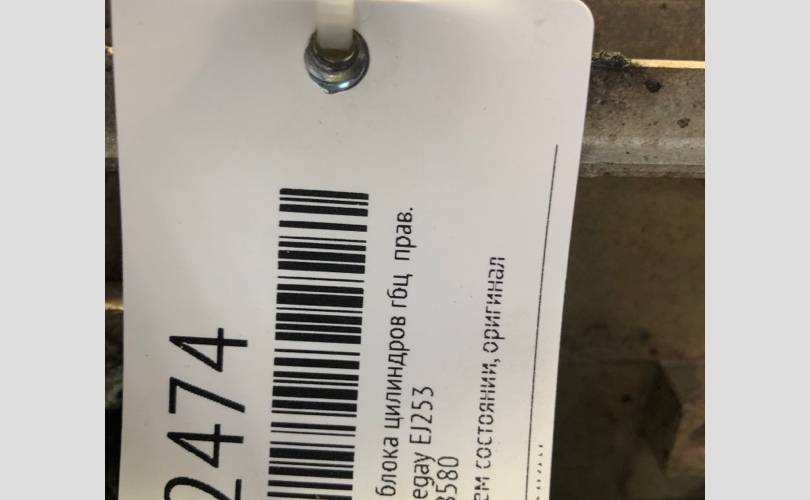 2474
блока цилиндров гбц прав.
egay EJ253
3580
ем состоянии, оригинал